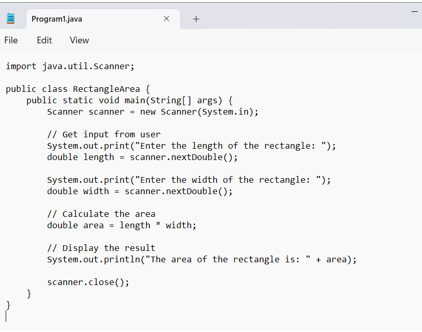 Program1.java
File Edit View
import java.util.Scanner;
public class RectangleArea {
    public static void main(String[] args) {
        Scanner scanner = new Scanner(System.in);
        // Get input from user
        System.out.print("Enter the length of the rectangle: ");
        double length = scanner.nextDouble();
        System.out.print("Enter the width of the rectangle: ");
        double width = scanner.nextDouble();
        // Calculate the area
        double area = length * width;
        // Display the result
        System.out.println("The area of the rectangle is: " + area);
        scanner.close();
    }
}